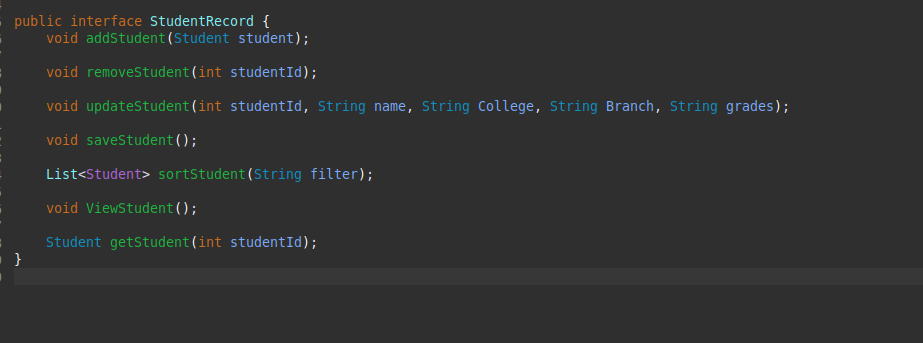 public interface StudentRecord {
    void addStudent(Student student);
    void removeStudent(int studentId);
    void updateStudent(int studentId, String name, String College, String Branch, String grades);
    void saveStudent();
    List<Student> sortStudent(String filter);
    void ViewStudent();
    Student getStudent(int studentId);
}